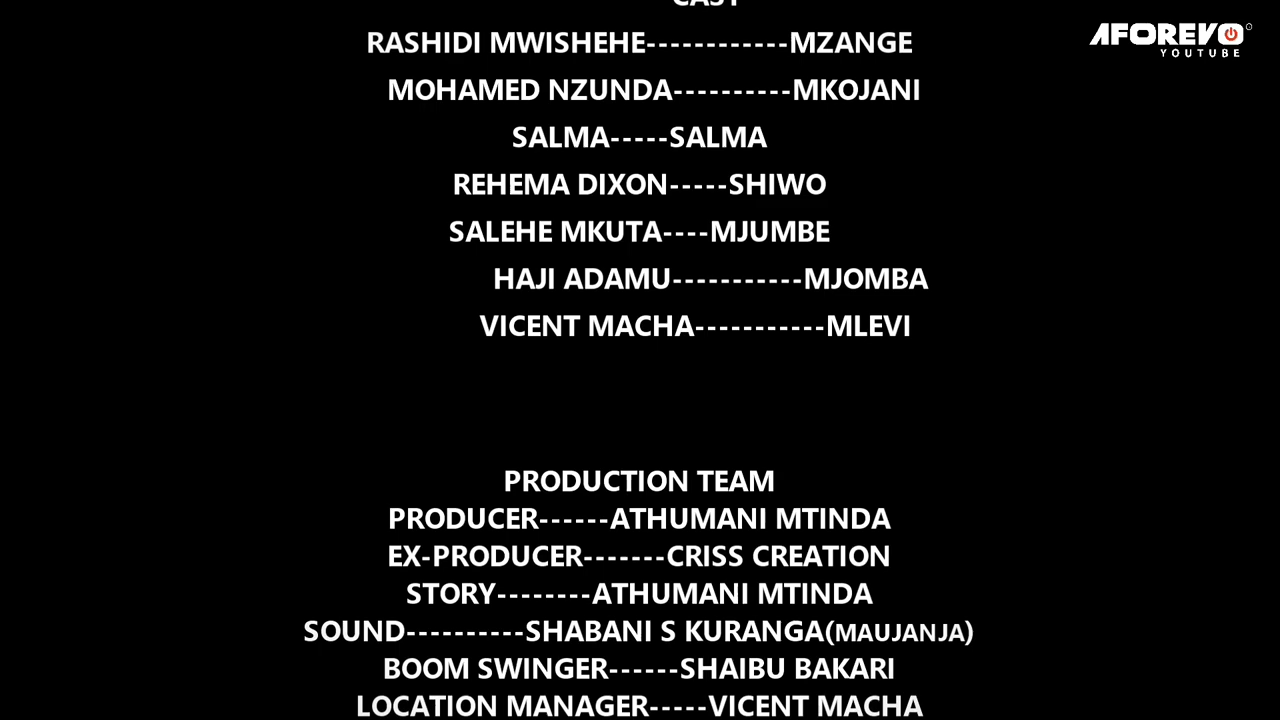 CAST
AFOREVO
YOUTUBE
RASHIDI MWISHEHE------------MZANGE
MOHAMED NZUNDA----------MKOJANI
SALMA-----SALMA
REHEMA DIXON-----SHIWO
SALEHE MKUTA----MJUMBE
HAJI ADAMU-----------MJOMBA
VICENT MACHA-----------MLEVI
PRODUCTION TEAM
PRODUCER------ATHUMANI MTINDA
EX-PRODUCER-------CRISS CREATION
STORY--------ATHUMANI MTINDA
SOUND----------SHABANI S KURANGA(MAUJANJA)
BOOM SWINGER------SHAIBU BAKARI
LOCATION MANAGER-----VICENT MACHA